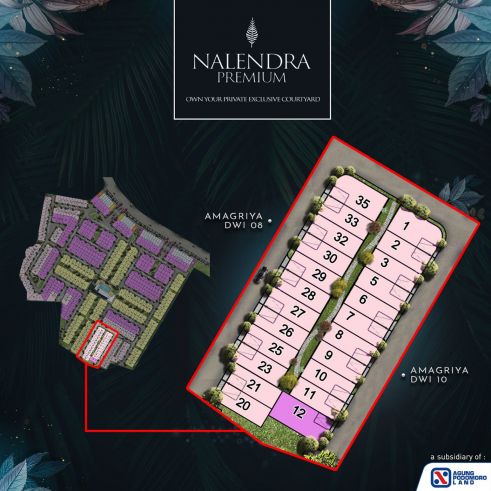 NALENDRA
PREMIUM
OWN YOUR PRIVATE EXCLUSIVE COURTYARD
AMAGRIYA
DWI 08
35
33
32
30
29
28
27
26
25
23
21
20
1
2
3
5
6
7
8
9
10
11
12
AMAGRIYA
DWI 10
a subsidiary of :
AGUNG
PODOMORO
LAND